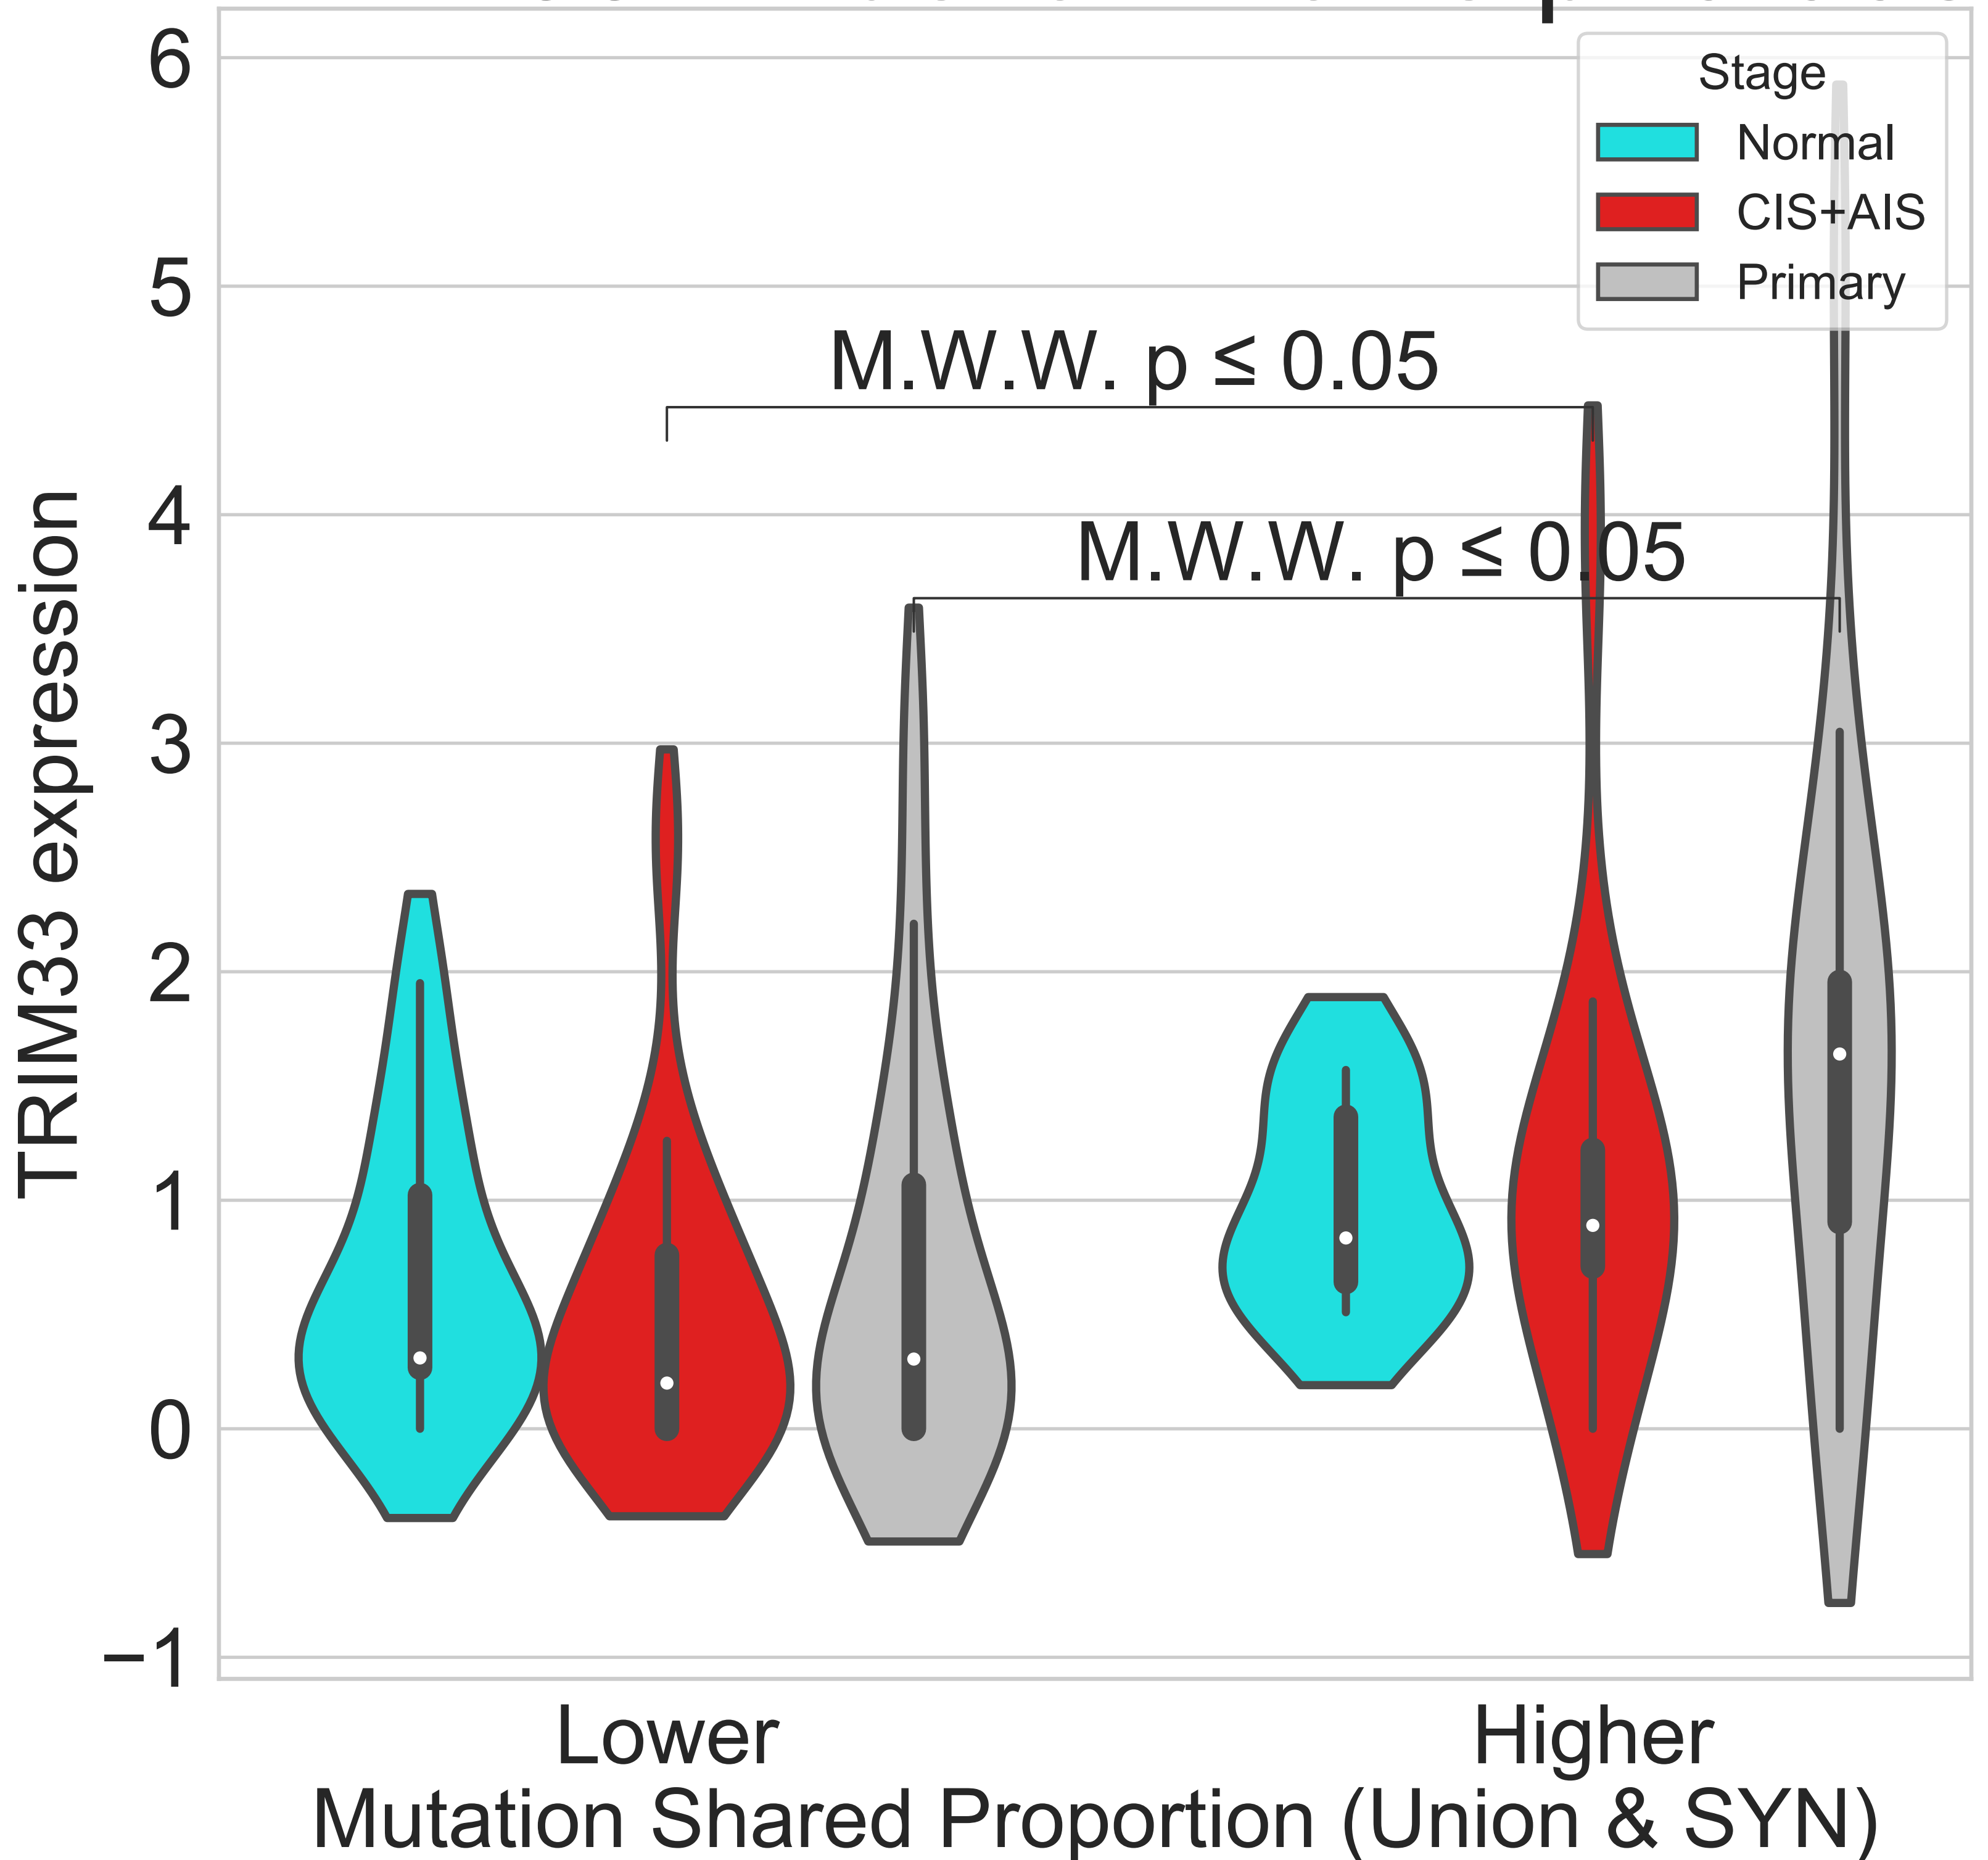 6
Stage
Normal
CIS+AIS
5
Primary
M.W.W. p ≤ 0.05
4
M.W.W. p ≤ 0.05
TRIM33 expression
3
2
1
0
−1
Lower
Higher
Mutation Shared Proportion (Union & SYN)